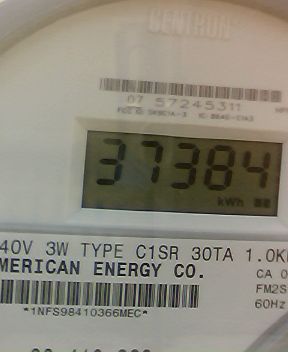 CENTRON
07 57245311
37384
kWh
40V 3W TYPE C1SR 30TA 1.0K
MERICAN ENERGY CO.
CA 0
FM2S
60Hz
*1NFS98410366MEC*